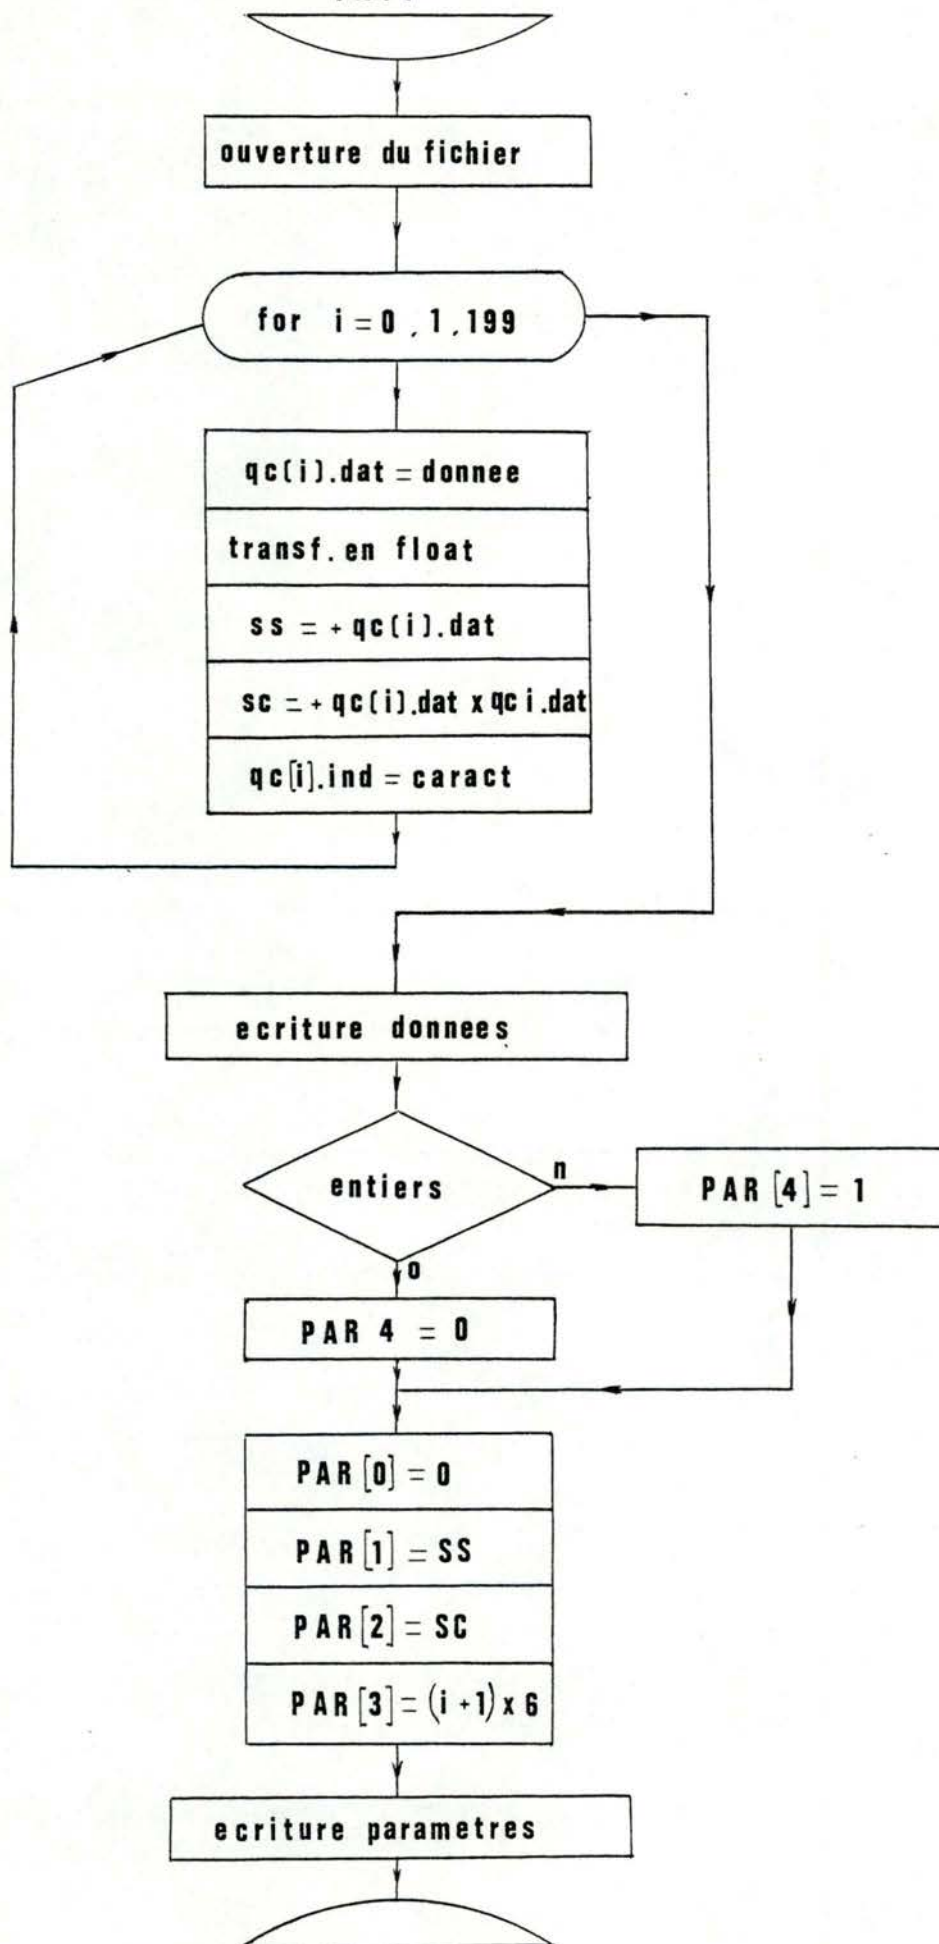 ouverture du fichier
for i = 0 , 1 , 199
qc(i).dat = donnee
transf. en float
ss = + qc(i).dat
sc = + qc(i).dat x qc i .dat
qc[i].ind = caract
ecriture donnees
entiers
n
PAR [4] = 1
o
PAR 4 = 0
PAR [0] = 0
PAR [1] = SS
PAR [2] = SC
PAR [3] = (i +1) x 6
ecriture parametres